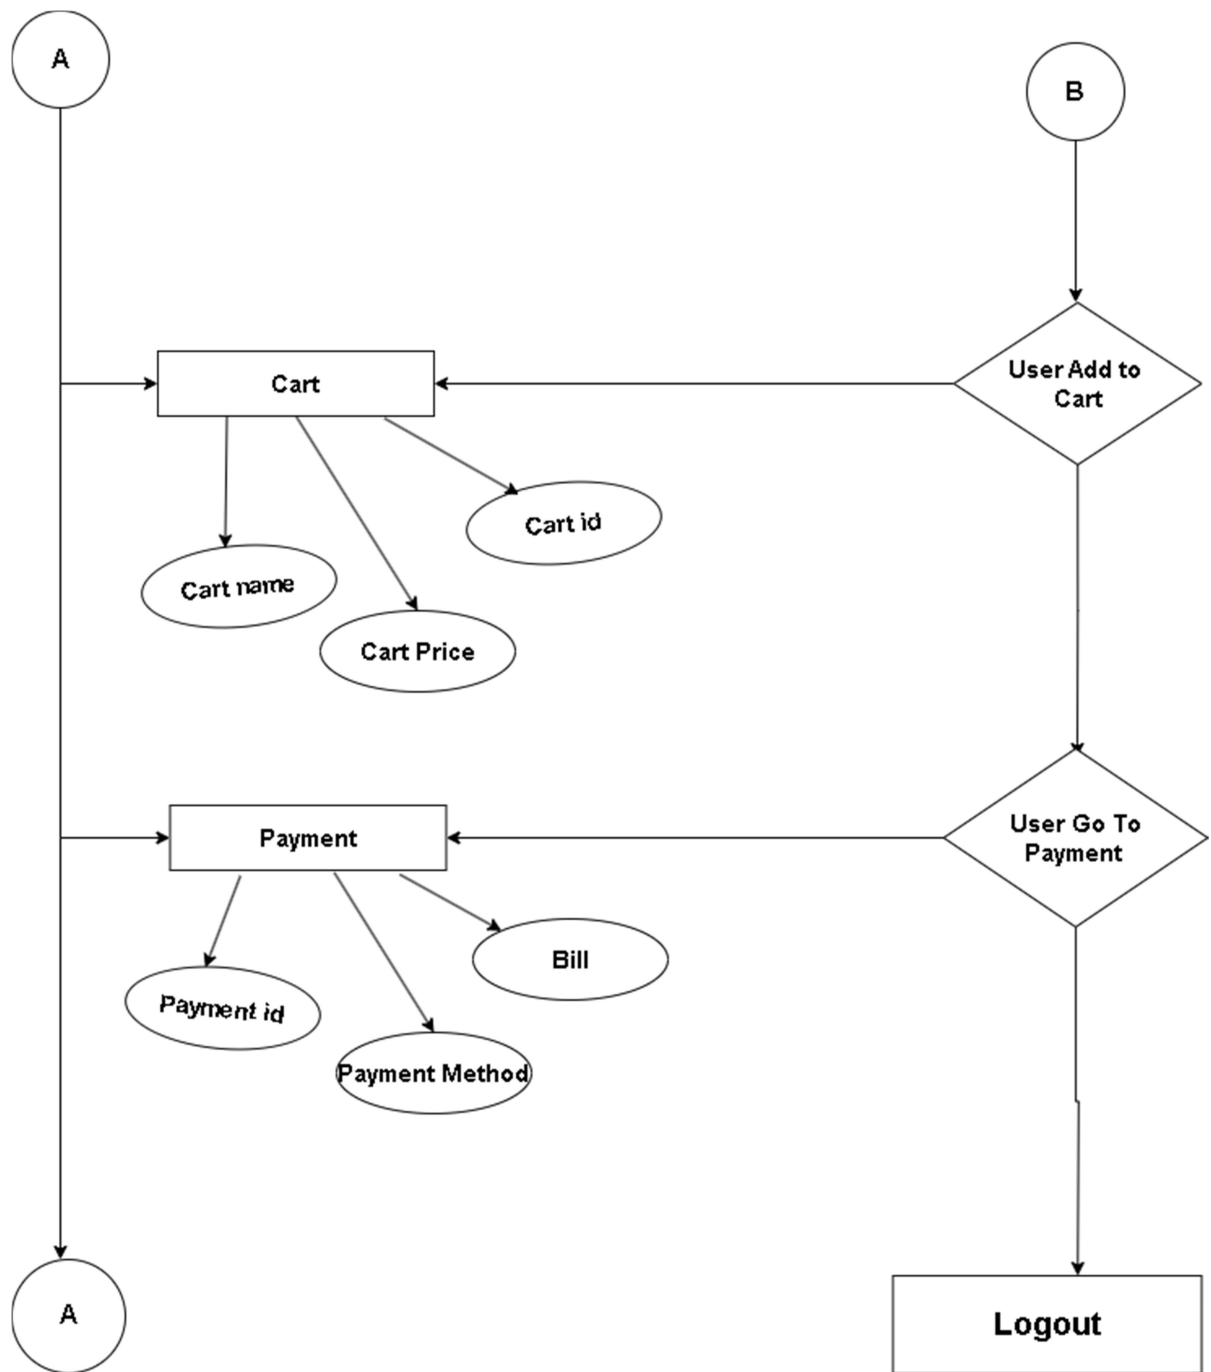 A
B
User Add to
Cart
Cart
Cart id
Cart name
Cart Price
User Go To
Payment
Payment
Bill
Payment id
Payment Method
A
Logout